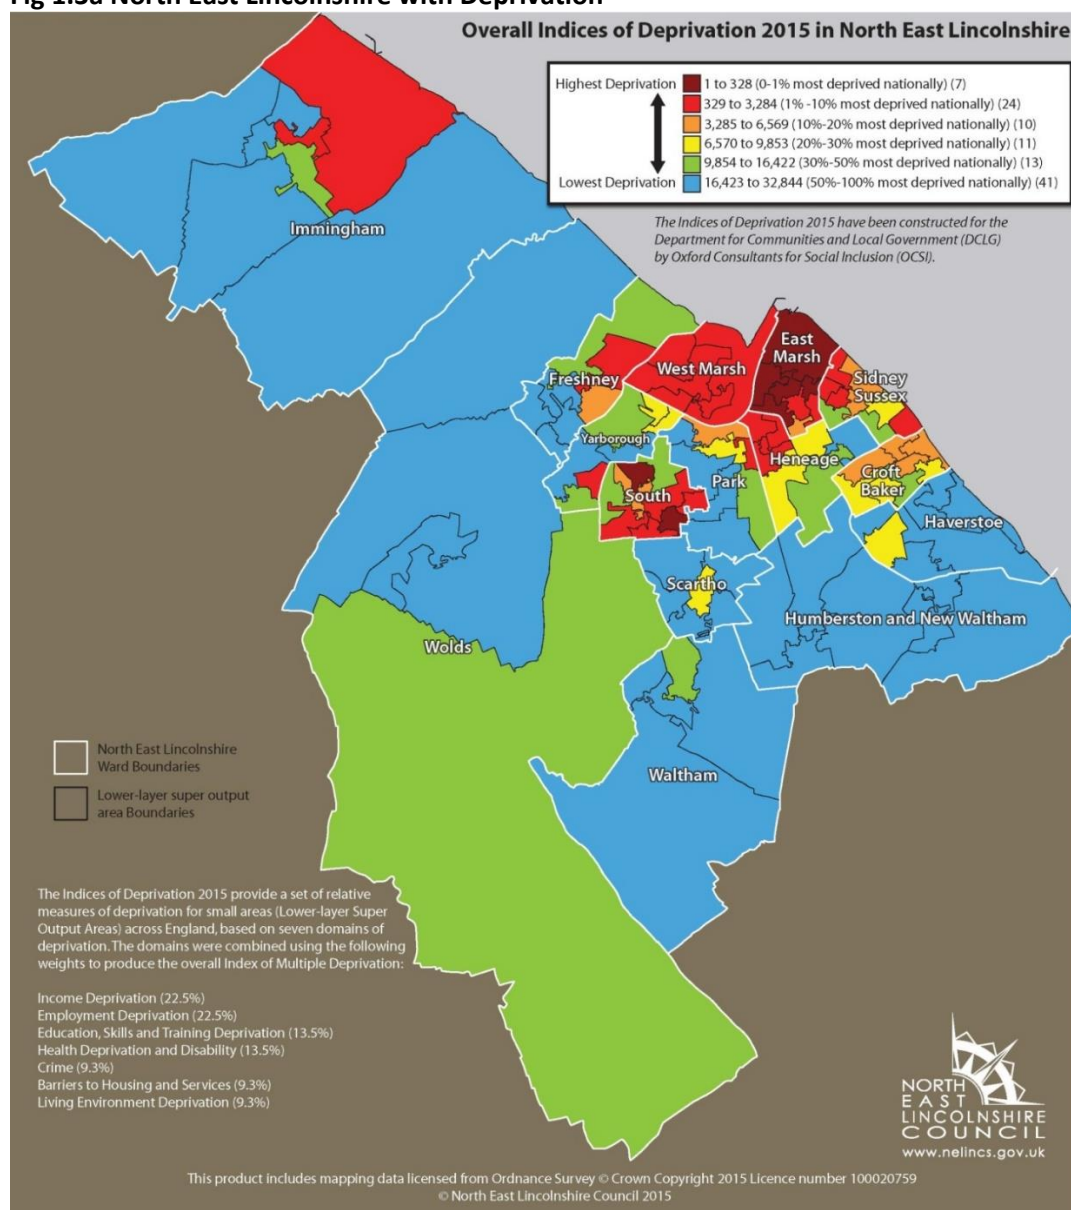 Fig 1.3a North East Lincolnshire with Deprivation
Overall Indices of Deprivation 2015 in North East Lincolnshire
Highest Deprivation
Lowest Deprivation
1 to 328 (0-1% most deprived nationally) (7)
329 to 3,284 (1% -10% most deprived nationally) (24)
3,285 to 6,569 (10%-20% most deprived nationally) (10)
6,570 to 9,853 (20%-30% most deprived nationally) (11)
9,854 to 16,422 (30%-50% most deprived nationally) (13)
16,423 to 32,844 (50%-100% most deprived nationally) (41)
The Indices of Deprivation 2015 have been constructed for the
Department for Communities and Local Government (DCLG)
by Oxford Consultants for Social Inclusion (OCSI).
Immingham
East
Marsh
West Marsh
Freshney
Sidney
Sussex
Yarborough
Heneage
Park
South
Croft
Baker
Haverstoe
Scartho
Humberston and New Waltham
Wolds
Waltham
North East Lincolnshire
Ward Boundaries
Lower-layer super output
area Boundaries
The Indices of Deprivation 2015 provide a set of relative
measures of deprivation for small areas (Lower-layer Super
Output Areas) across England, based on seven domains of
deprivation. The domains were combined using the following
weights to produce the overall Index of Multiple Deprivation:
Income Deprivation (22.5%)
Employment Deprivation (22.5%)
Education, Skills and Training Deprivation (13.5%)
Health Deprivation and Disability (13.5%)
Crime (9.3%)
Barriers to Housing and Services (9.3%)
Living Environment Deprivation (9.3%)
NORTH
EAST
LINCOLNSHIRE
COUNCIL
www.nelincs.gov.uk
This product includes mapping data licensed from Ordnance Survey © Crown Copyright 2015 Licence number 100020759
© North East Lincolnshire Council 2015